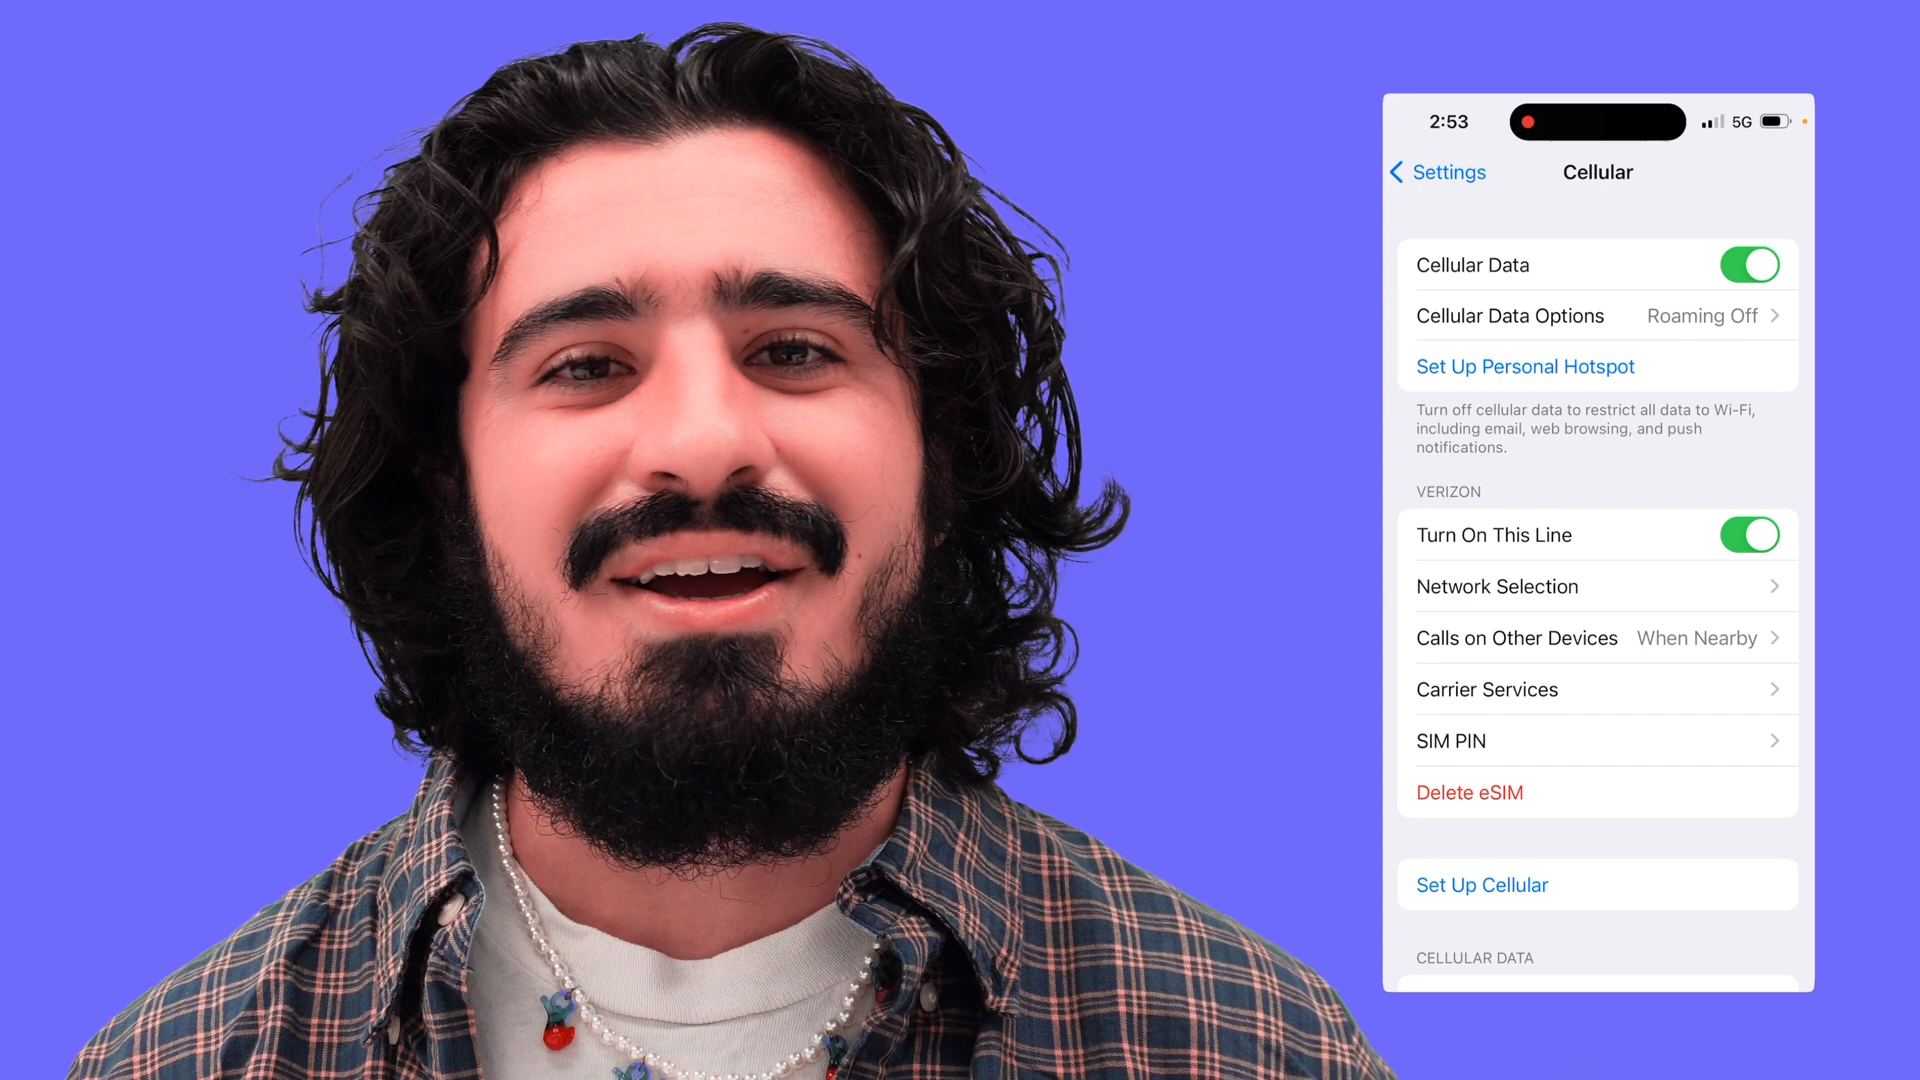 2:53 5G
Settings Cellular
Cellular Data
Cellular Data Options Roaming Off
Set Up Personal Hotspot
Turn off cellular data to restrict all data to Wi-Fi,
including email, web browsing, and push
notifications.
VERIZON
Turn On This Line
Network Selection
Calls on Other Devices When Nearby
Carrier Services
SIM PIN
Delete eSIM
Set Up Cellular
CELLULAR DATA